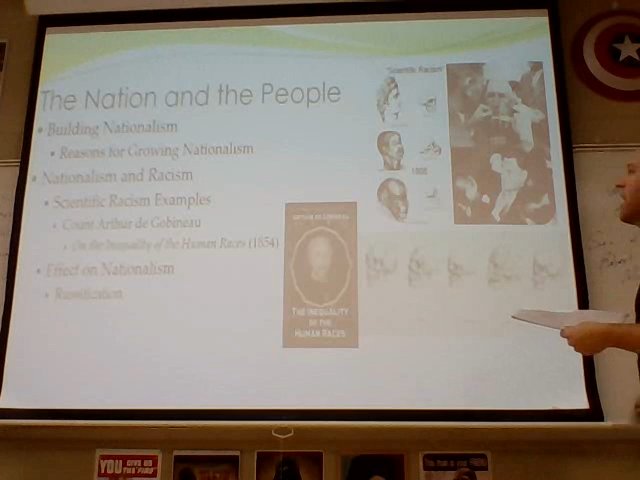 The Nation and the People
Building Nationalism
Reasons for Growing Nationalism
Nationalism and Racism
Scientific Racism Examples
Count Arthur de Gobineau
On the Inequality of the Human Races (1854)
Effect on Nationalism
Russification
"Scientific Racism"
THE INEQUALITY
OF THE
HUMAN RACES
YOU